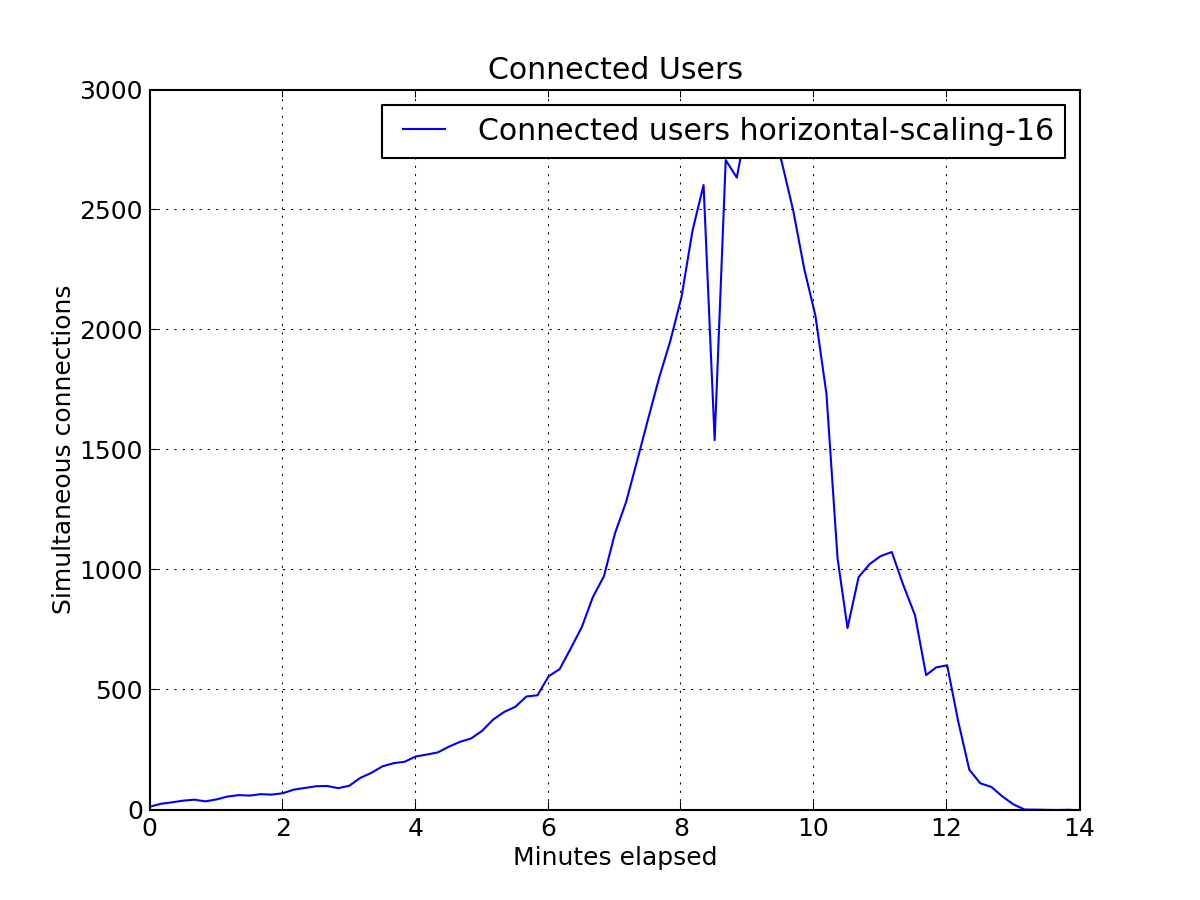 Connected Users
Connected users horizontal-scaling-16
3000
2500
2000
1500
1000
500
0
Simultaneous connections
0 2 4 6 8 10 12 14
Minutes elapsed